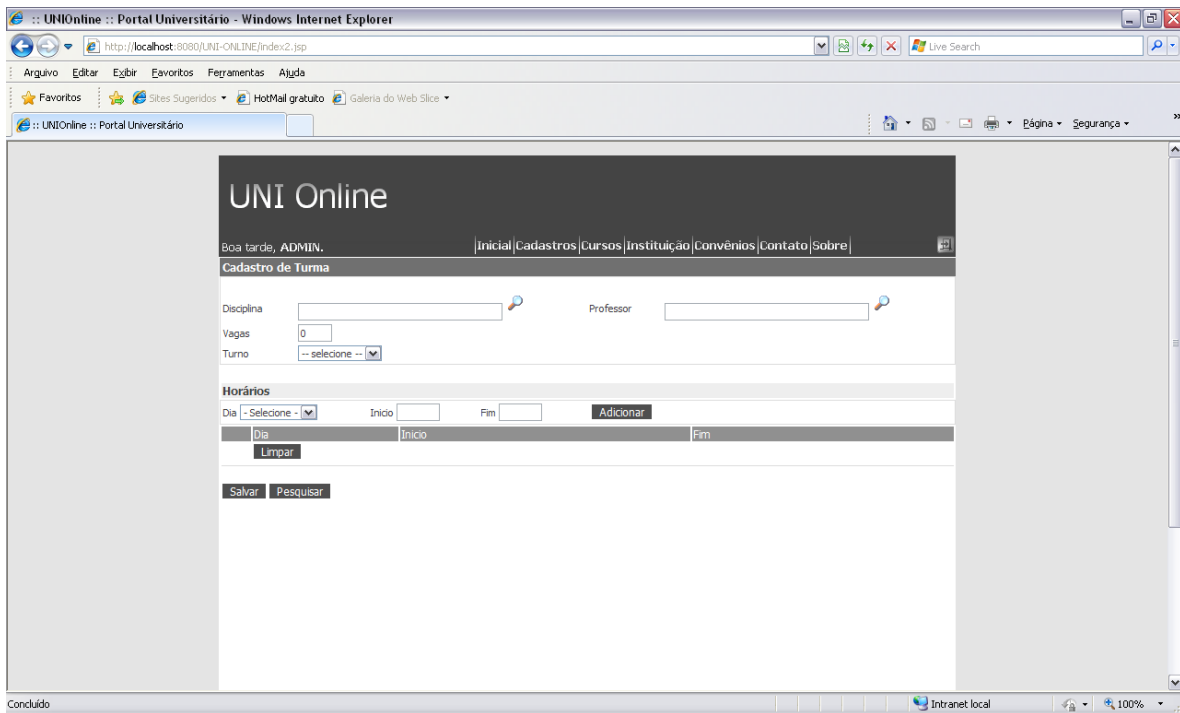 :: UNIOnline :: Portal Universitário - Windows Internet Explorer
http://localhost:8080/UNI-ONLINE/index2.jsp
Live Search
Arquivo Editar Exibir Favoritos Ferramentas Ajuda
Favoritos Sites Sugeridos HotMail gratuito Galeria do Web Slice
:: UNIOnline :: Portal Universitário Página Segurança »
UNI Online
Boa tarde, ADMIN. |Inicial|Cadastros|Cursos|Instituição|Convênios|Contato|Sobre|
Cadastro de Turma
Disciplina Professor
Vagas 0
Turno -- selecione --
Horários
Dia - Selecione - Inicio Fim Adicionar
Dia Inicio Fim
Limpar
Salvar Pesquisar
Concluído Intranet local 100%